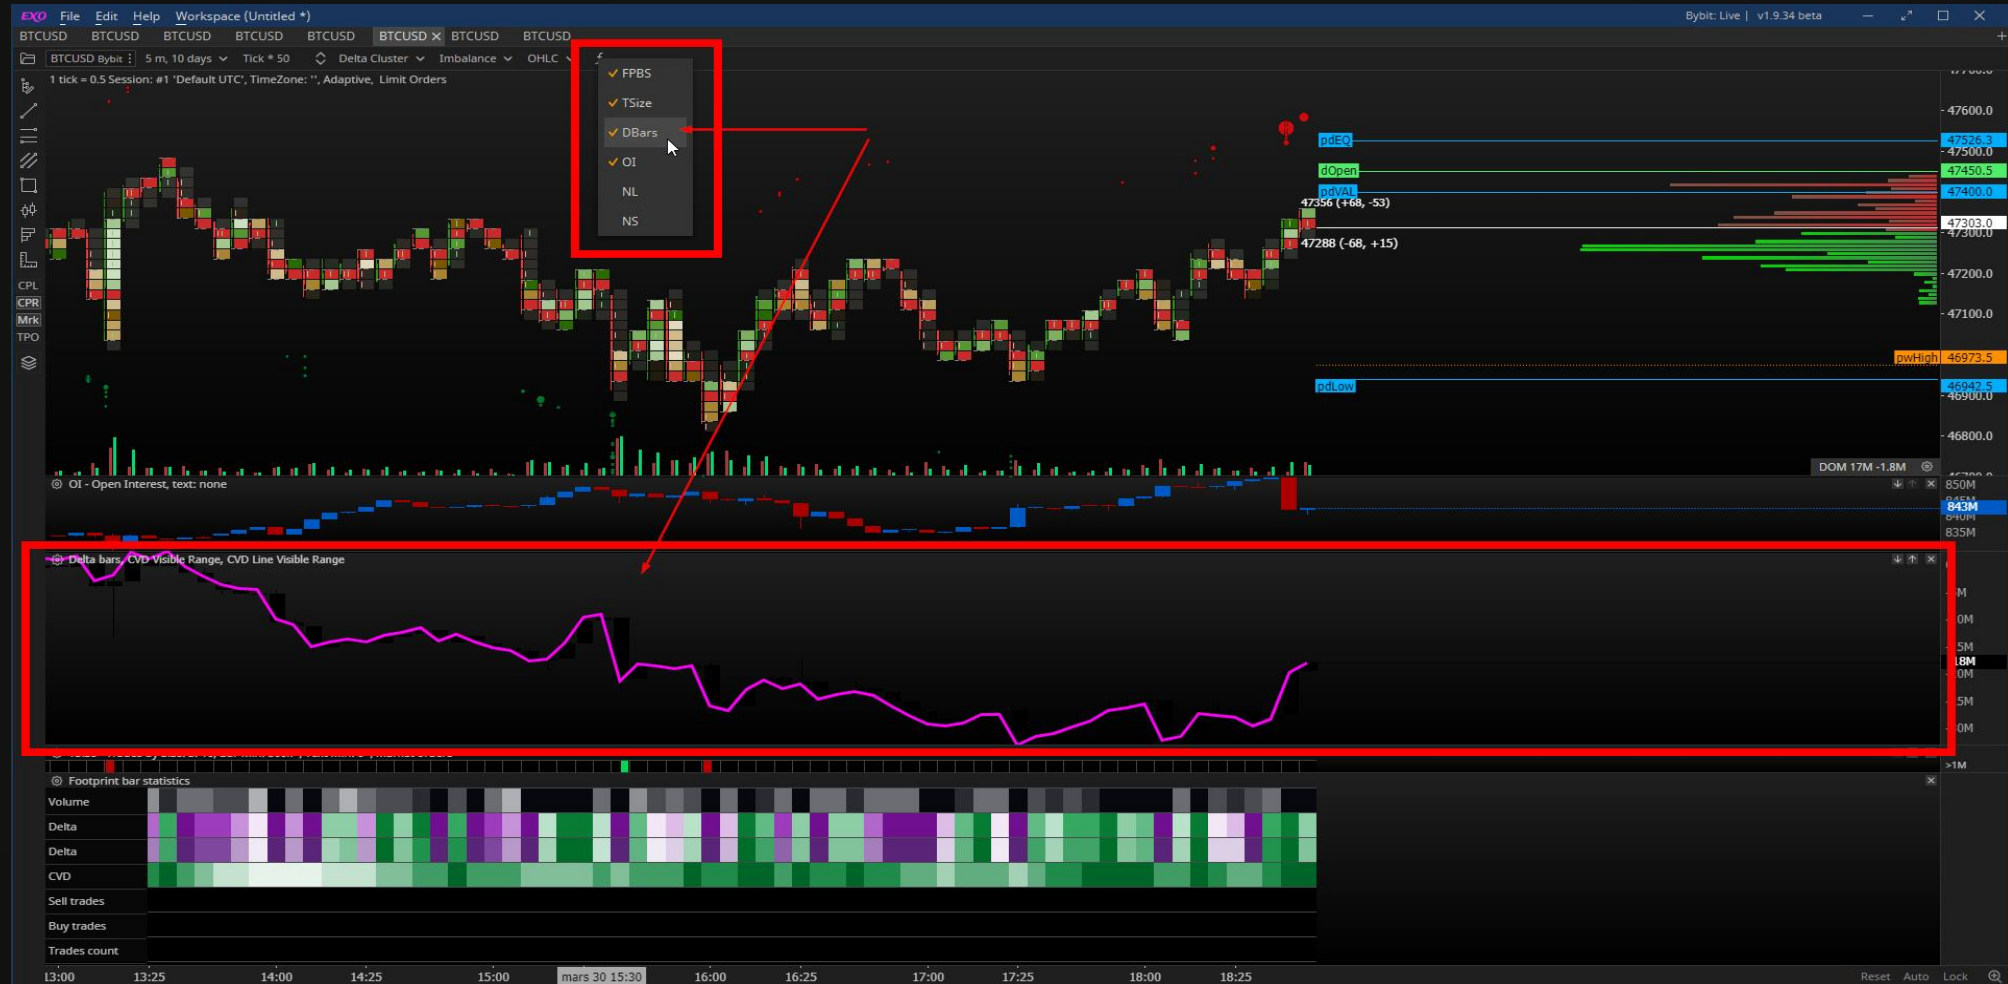 EXO File Edit Help Workspace (Untitled *) Bybit: Live | v1.9.34 beta
BTCUSD BTCUSD BTCUSD BTCUSD BTCUSD BTCUSD BTCUSD BTCUSD
BTCUSD Bybit 5 m, 10 days Tick * 50 Delta Cluster Imbalance OHLC
1 tick = 0.5 Session: #1 'Default UTC', TimeZone: '', Adaptive, Limit Orders
FPBS
TSize
DBars
OI
NL
NS
47600.0
pdEQ 47526.3
47500.0
dOpen 47450.5
pdVAL 47400.0
47356 (+68, -53)
47303.0
47300.0
47288 (-68, +15)
47200.0
47100.0
pwHigh 46973.5
pdLow 46942.5
46900.0
46800.0
CPL
CPR
Mrk
TPO
DOM 17M -1.8M
OI - Open Interest, text: none
850M
843M
835M
Delta bars, CVD Visible Range, CVD Line Visible Range
18M
>1M
Footprint bar statistics
Volume
Delta
Delta
CVD
Sell trades
Buy trades
Trades count
13:00 13:25 14:00 14:25 15:00 mars 30 15:30 16:00 16:25 17:00 17:25 18:00 18:25
Reset Auto Lock